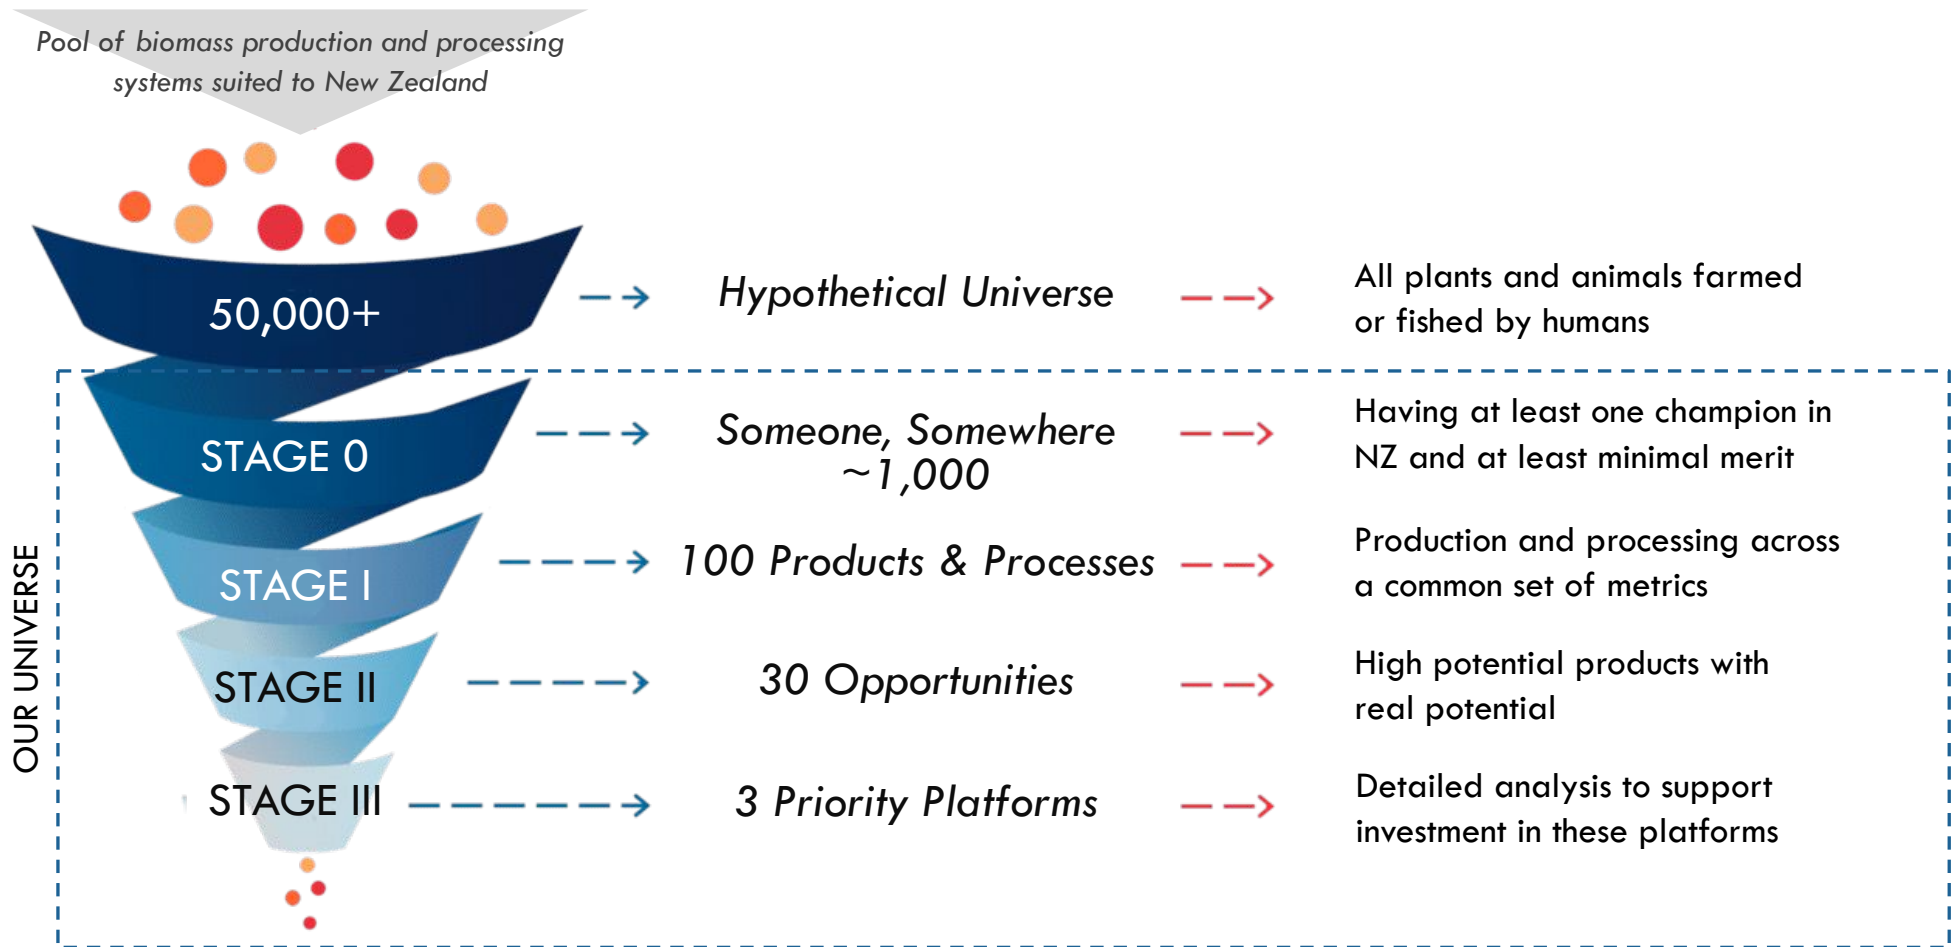 Pool of biomass production and processing
systems suited to New Zealand
50,000+
Hypothetical Universe
All plants and animals farmed
or fished by humans
OUR UNIVERSE
STAGE 0
Someone, Somewhere
~1,000
Having at least one champion in
NZ and at least minimal merit
STAGE I
100 Products & Processes
Production and processing across
a common set of metrics
STAGE II
30 Opportunities
High potential products with
real potential
STAGE III
3 Priority Platforms
Detailed analysis to support
investment in these platforms